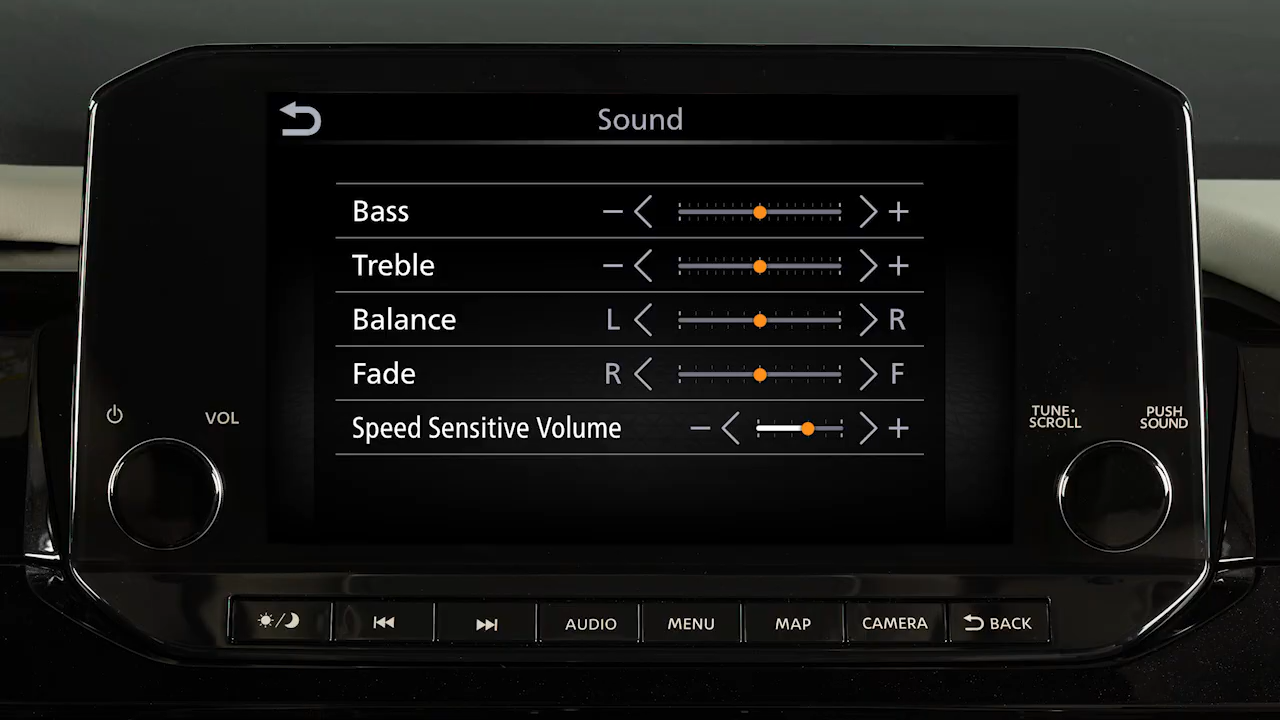 Sound
Bass − +
Treble − +
Balance L R
Fade R F
Speed Sensitive Volume − +
VOL
TUNE•
SCROLL
PUSH
SOUND
AUDIO MENU MAP CAMERA BACK